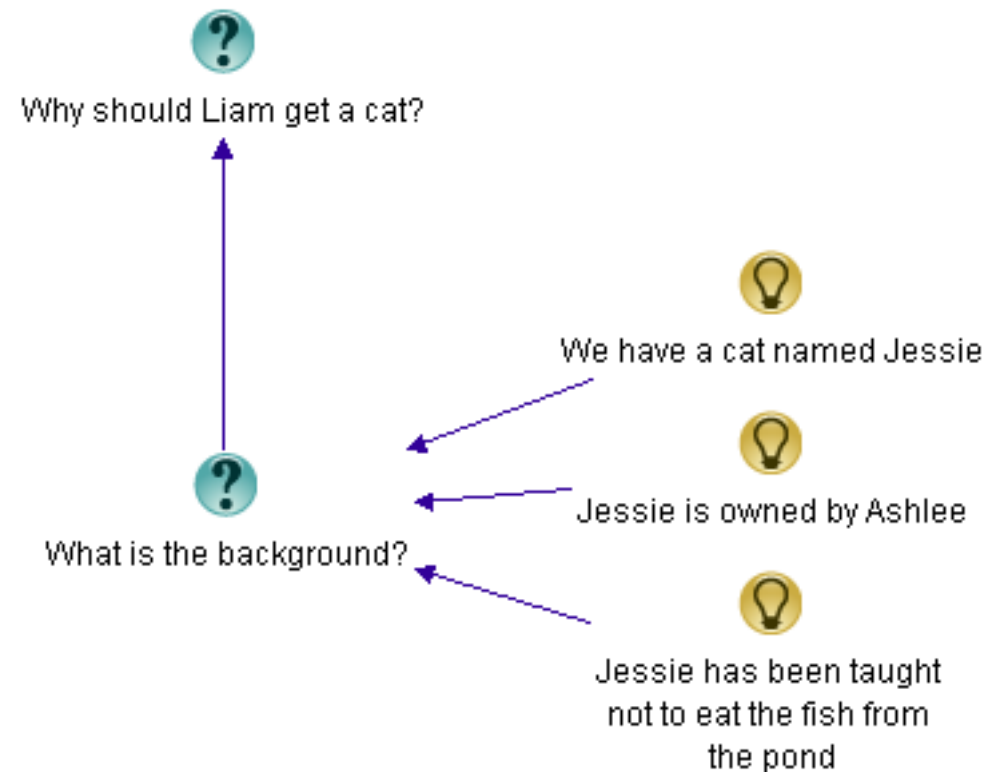 Why should Liam get a cat?
We have a cat named Jessie
Jessie is owned by Ashlee
What is the background?
Jessie has been taught
not to eat the fish from
the pond